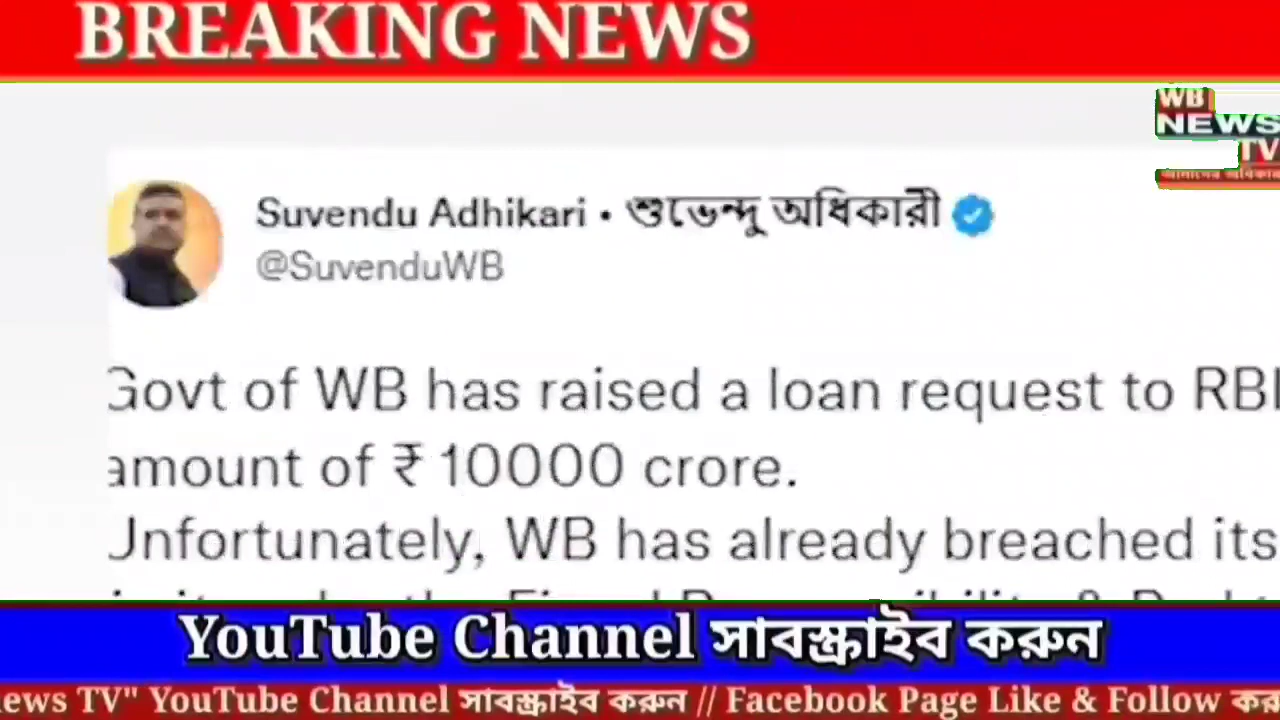 BREAKING NEWS
WB
NEWS
TV
আমাদের অধিকার
Suvendu Adhikari • শুভেন্দু অধিকারী
@SuvenduWB
Govt of WB has raised a loan request to RBI
amount of ₹ 10000 crore.
Unfortunately, WB has already breached its
YouTube Channel সাবস্ক্রাইব করুন
ews TV" YouTube Channel সাবস্ক্রাইব করুন // Facebook Page Like & Follow কর